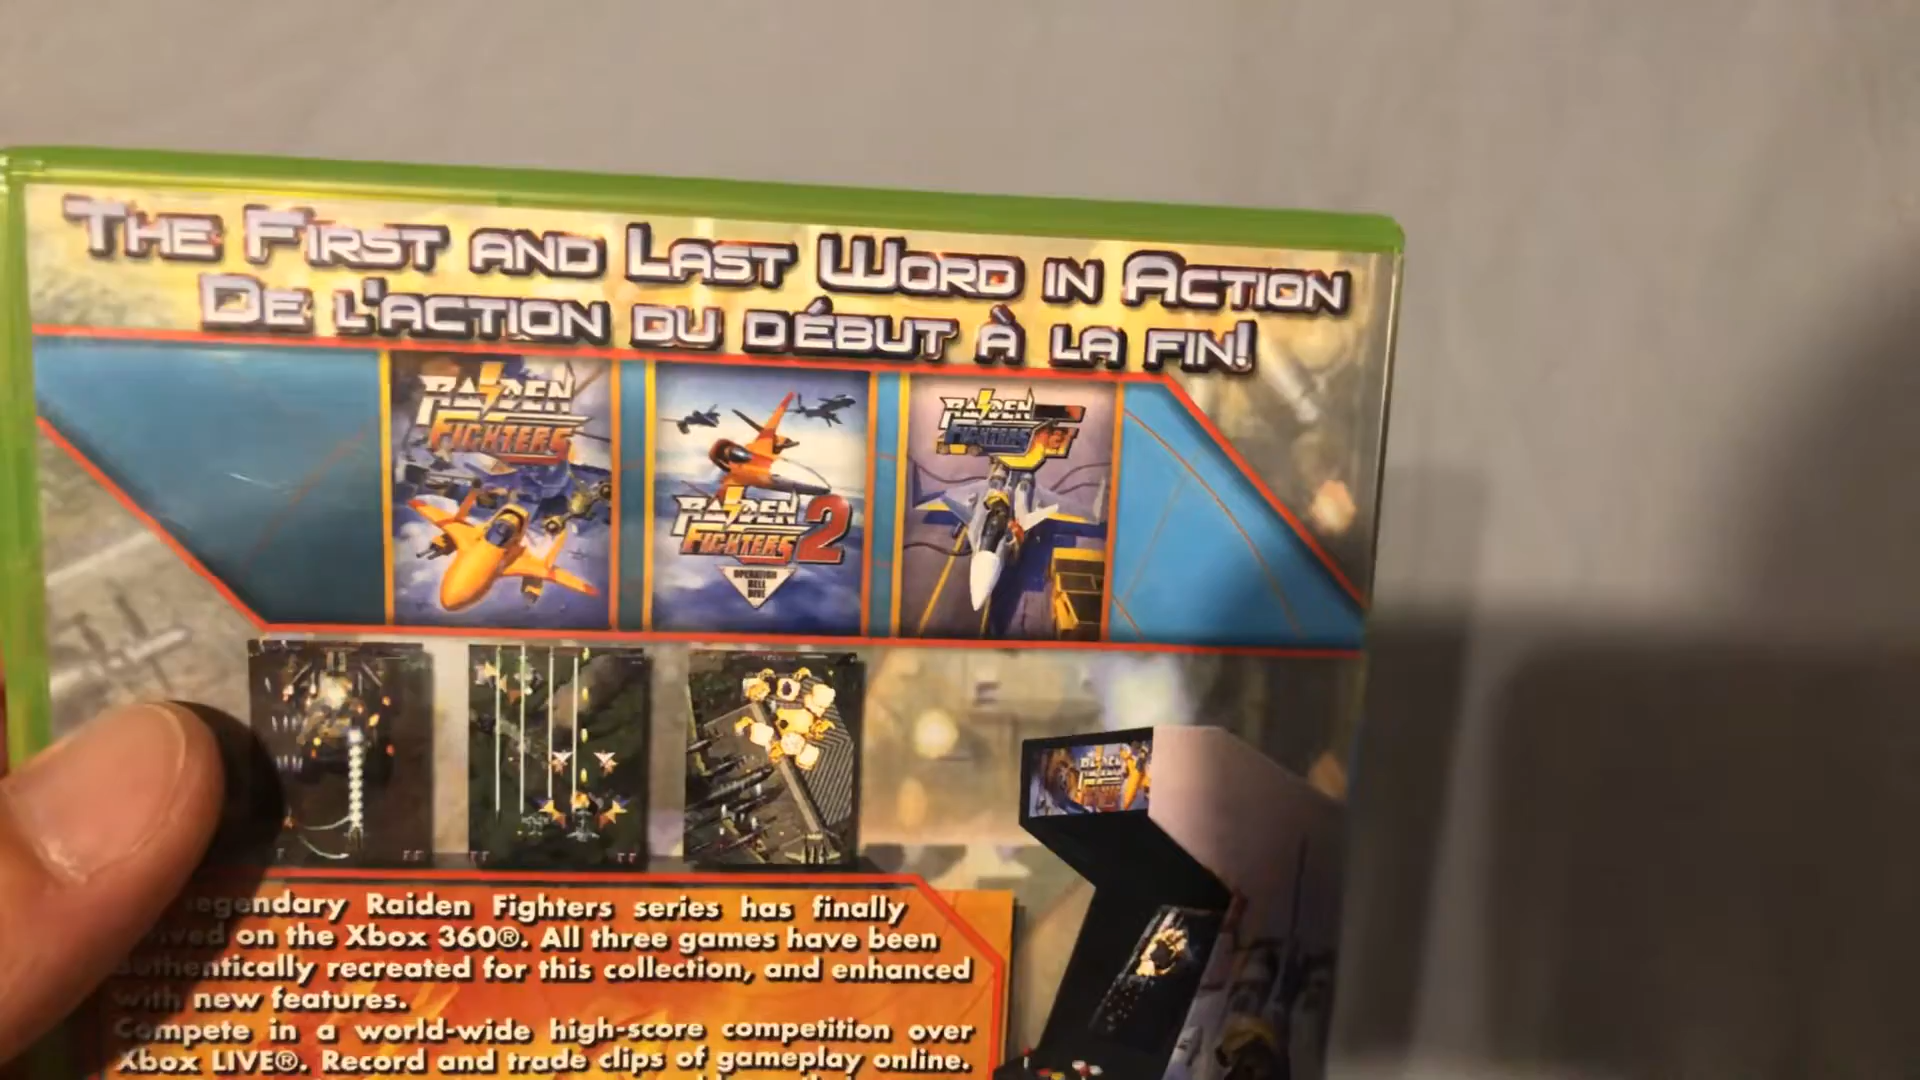 THE FIRST AND LAST WORD IN ACTION
DE L'ACTION DU DÉBUT À LA FIN!
RAIDEN
FIGHTERS
RAIDEN
FIGHTERS 2
OPERATION
HELL
DIVE
RAIDEN
FIGHTERS JET
egendary Raiden Fighters series has finally
on the Xbox 360®. All three games have been
authentically recreated for this collection, and enhanced
with new features.
Compete in a world-wide high-score competition over
Xbox LIVE®. Record and trade clips of gameplay online.